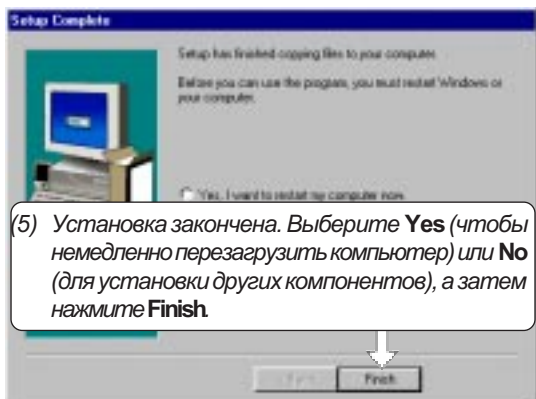 Setup Complete
Setup has finished copying files to your computer.
Before you can use the program, you must restart Windows or
your computer.
Yes, I want to restart my computer now.
(5) Установка закончена. Выберите Yes (чтобы
немедленно перезагрузить компьютер) или No
(для установки других компонентов), а затем
нажмите Finish.
Finish